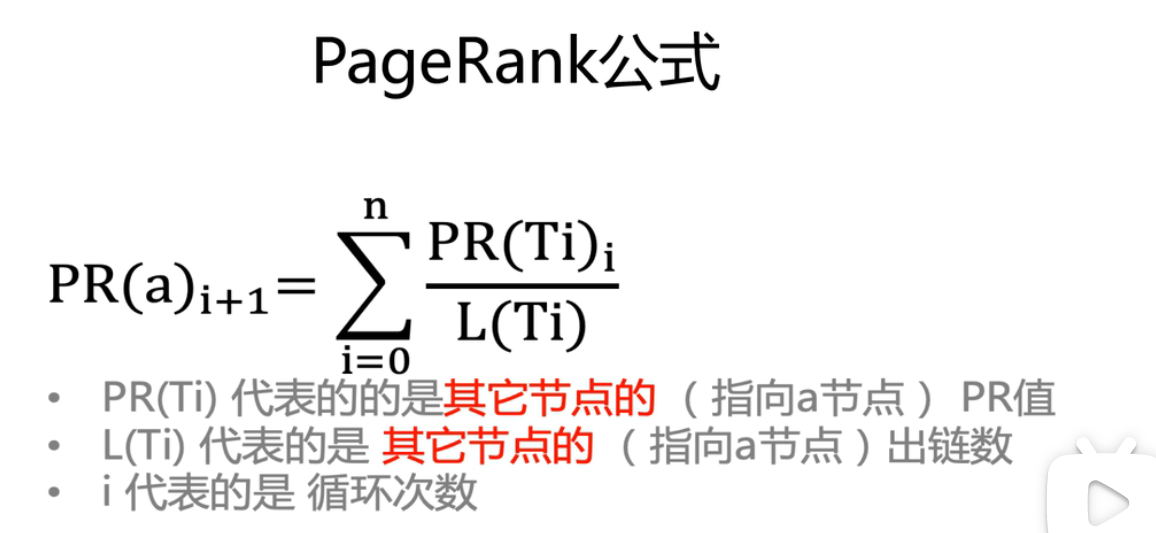 PageRank公式
PR(a)i+1= n∑i=0 PR(Ti)i / L(Ti)
• PR(Ti) 代表的的是其它节点的（指向a节点） PR值
• L(Ti) 代表的是 其它节点的（指向a节点）出链数
• i 代表的是 循环次数